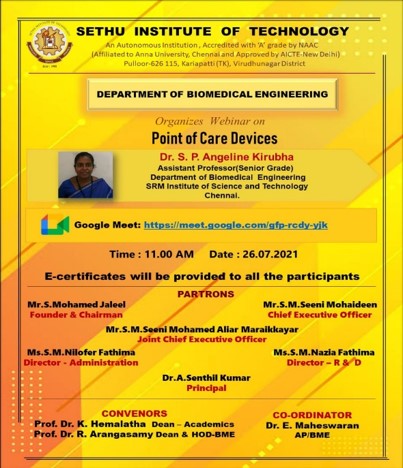 SETHU INSTITUTE OF TECHNOLOGY
An Autonomous Institution , Accredited with 'A' grade by NAAC
(Affiliated to Anna University, Chennai and Approved by AICTE-New Delhi)
Pulloor-626 115, Kariapatti(TK), Virudhunagar District
DEPARTMENT OF BIOMEDICAL ENGINEERING
Organizes Webinar on
Point of Care Devices
Dr. S. P. Angeline Kirubha
Assistant Professor(Senior Grade)
Department of Biomedical Engineering
SRM Institute of Science and Technology
Chennai.
Google Meet: https://meet.google.com/gfp-rcdy-yjk
Time : 11.00 AM Date : 26.07.2021
E-certificates will be provided to all the participants
PARTRONS
Mr.S.Mohamed Jaleel
Founder & Chairman
Mr.S.M.Seeni Mohaideen
Chief Executive Officer
Mr.S.M.Seeni Mohamed Aliar Maraikkayar
Joint Chief Executive Officer
Ms.S.M.Nilofer Fathima
Director - Administration
Ms.S.M.Nazia Fathima
Director – R & D
Dr.A.Senthil Kumar
Principal
CONVENORS
Prof. Dr. K. Hemalatha Dean – Academics
Prof. Dr. R. Arangasamy Dean & HOD-BME
CO-ORDINATOR
Dr. E. Maheswaran
AP/BME